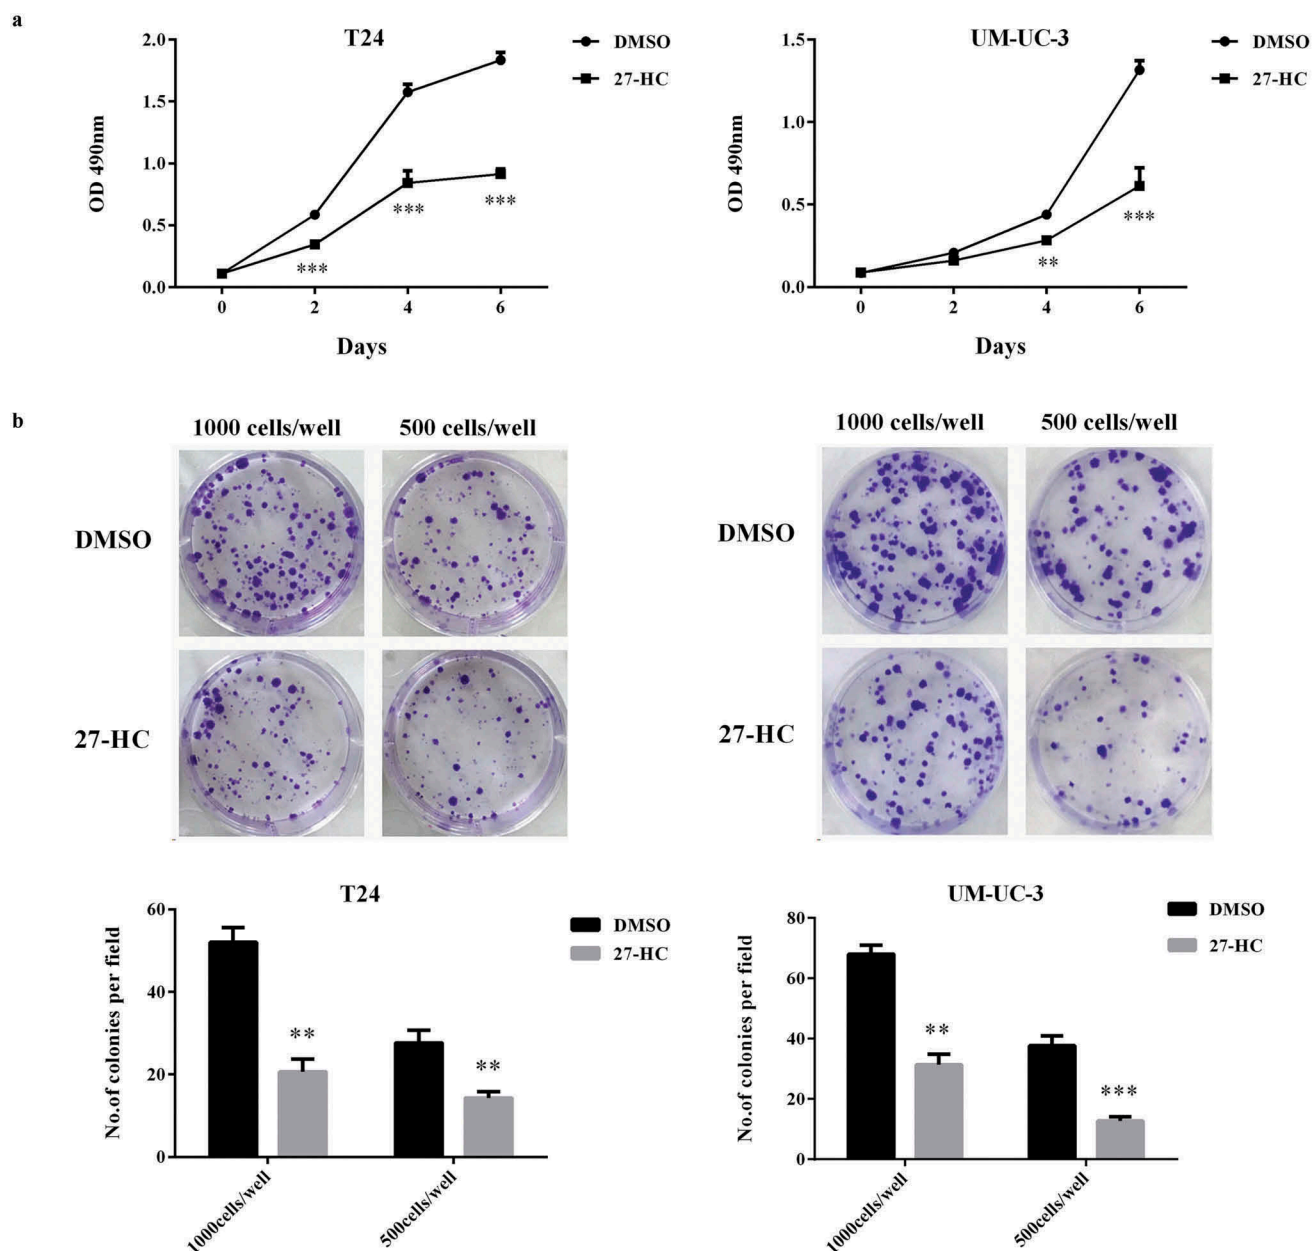 a
T24
DMSO
27-HC
2.0
1.5
1.0
0.5
0.0
OD 490nm
***
***
***
0 2 4 6
Days
UM-UC-3
DMSO
27-HC
1.5
1.0
0.5
0.0
OD 490nm
**
***
0 2 4 6
Days
b
1000 cells/well 500 cells/well
DMSO
27-HC
1000 cells/well 500 cells/well
DMSO
27-HC
T24
DMSO
27-HC
60
40
20
0
No.of colonies per field
**
**
1000cells/well
500cells/well
UM-UC-3
DMSO
27-HC
80
60
40
20
0
No.of colonies per field
**
***
1000cells/well
500cells/well